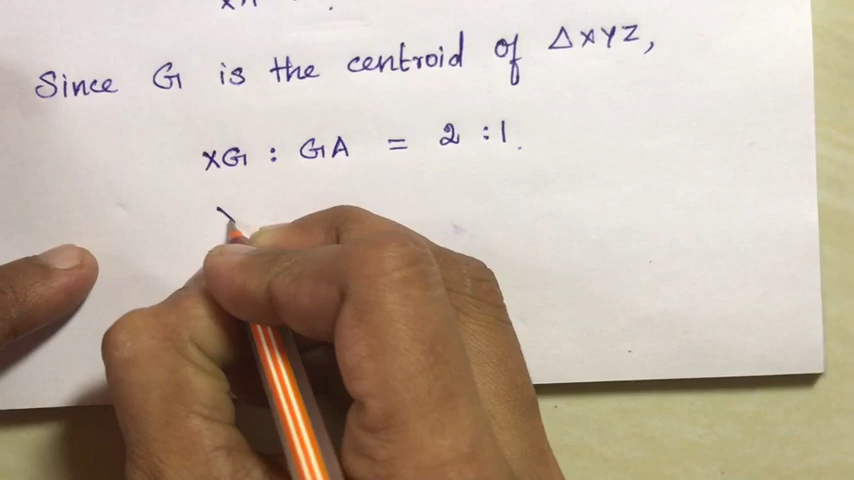 Since G is the centroid of ΔXYZ,
XG : GA = 2 : 1.